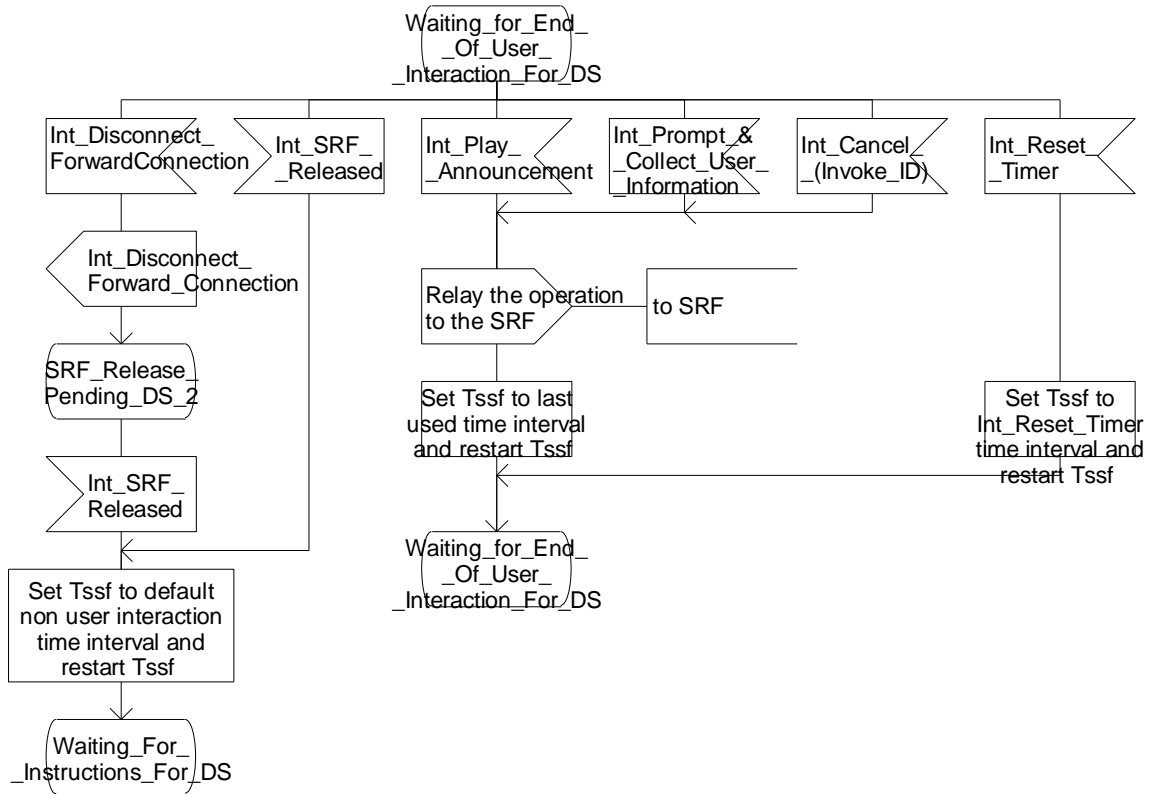 Waiting_for_End_
_Of_User_
_Interaction_For_DS
Int_Disconnect_
ForwardConnection
Int_SRF_
_Released
Int_Play_
_Announcement
Int_Prompt_&
_Collect_User_
_Information
Int_Cancel_
_(Invoke_ID)
Int_Reset_
_Timer
Int_Disconnect_
Forward_Connection
Relay the operation
to the SRF
to SRF
SRF_Release_
Pending_DS_2
Set Tssf to last
used time interval
and restart Tssf
Set Tssf to
Int_Reset_Timer
time interval and
restart Tssf
Int_SRF_
Released
Waiting_for_End_
_Of_User_
_Interaction_For_DS
Set Tssf to default
non user interaction
time interval and
restart Tssf
Waiting_For_
_Instructions_For_DS